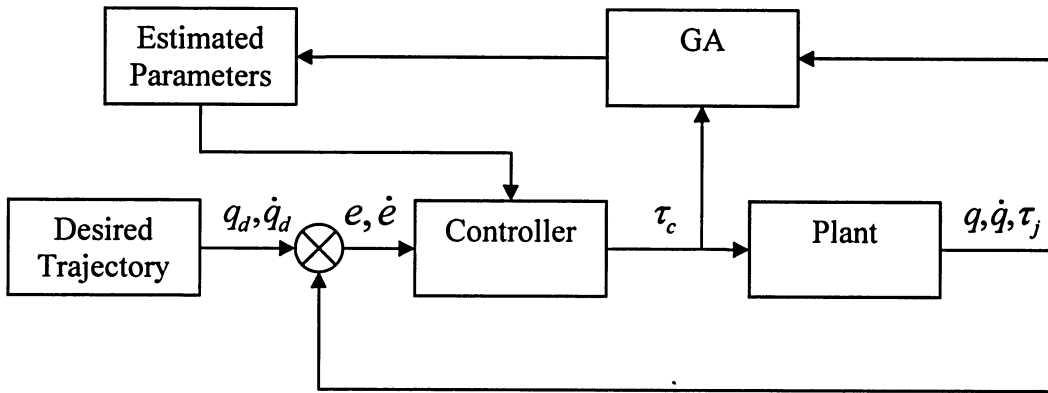 Estimated
Parameters
GA
Desired
Trajectory
q_d, q̇_d
e, ė
Controller
τ_c
Plant
q, q̇, τ_j